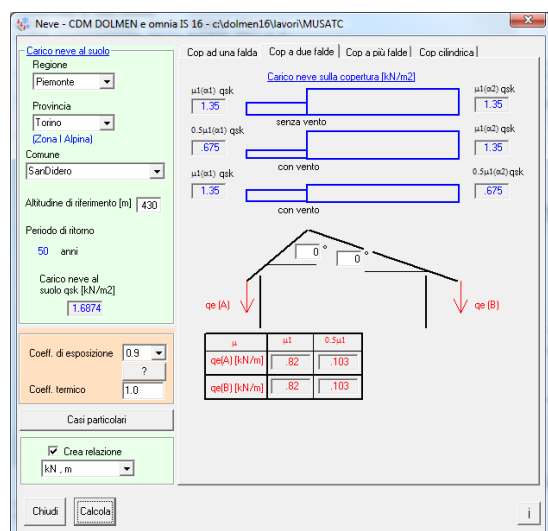 Neve - CDM DOLMEN e omnia IS 16 - c:\dolmen16\lavori\MUSATC
Carico neve al suolo
Regione
Piemonte
Provincia
Torino
(Zona I Alpina)
Comune
SanDidero
Altitudine di riferimento [m] 430
Periodo di ritorno
50 anni
Carico neve al
suolo qsk [kN/m2]
1.6874
Coeff. di esposizione 0.9
?
Coeff. termico 1.0
Casi particolari
Crea relazione
kN , m
Chiudi Calcola
Cop ad una falda Cop a due falde Cop a più falde Cop cilindrica
Carico neve sulla copertura [kN/m2]
µ1(α1) qsk µ1(α2) qsk
1.35 1.35
senza vento
0.5µ1(α1) qsk µ1(α2) qsk
.675 1.35
con vento
µ1(α1) qsk 0.5µ1(α2) qsk
1.35 .675
con vento
0 ° 0 °
qe (A) qe (B)
µ µ1 0.5µ1
qe(A) [kN/m] .82 .103
qe(B) [kN/m] .82 .103
i